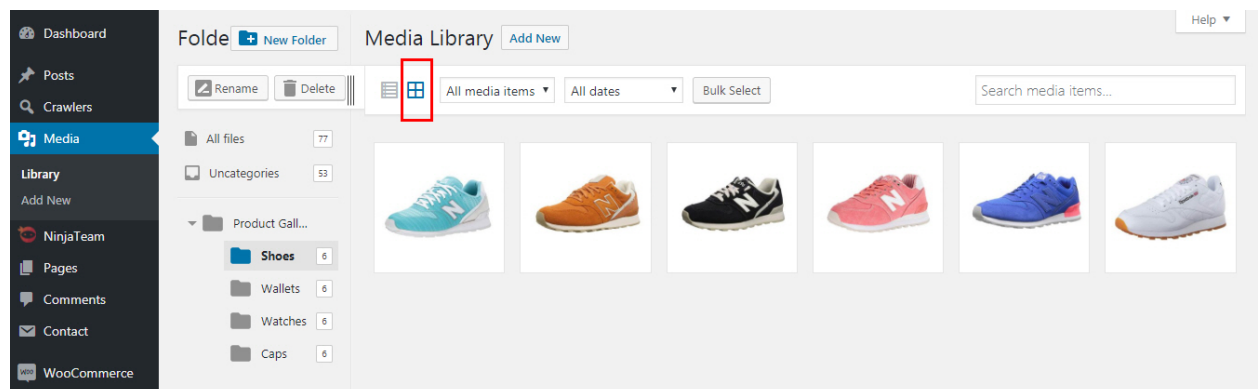 Dashboard
Posts
Crawlers
Media
Library
Add New
NinjaTeam
Pages
Comments
Contact
WOO WooCommerce
Folde New Folder
Rename Delete
All files 77
Uncategories 53
Product Gall...
Shoes 6
Wallets 6
Watches 6
Caps 6
Help ▼
Media Library Add New
All media items ▼ All dates ▼ Bulk Select Search media items...
N N N N N Reebok